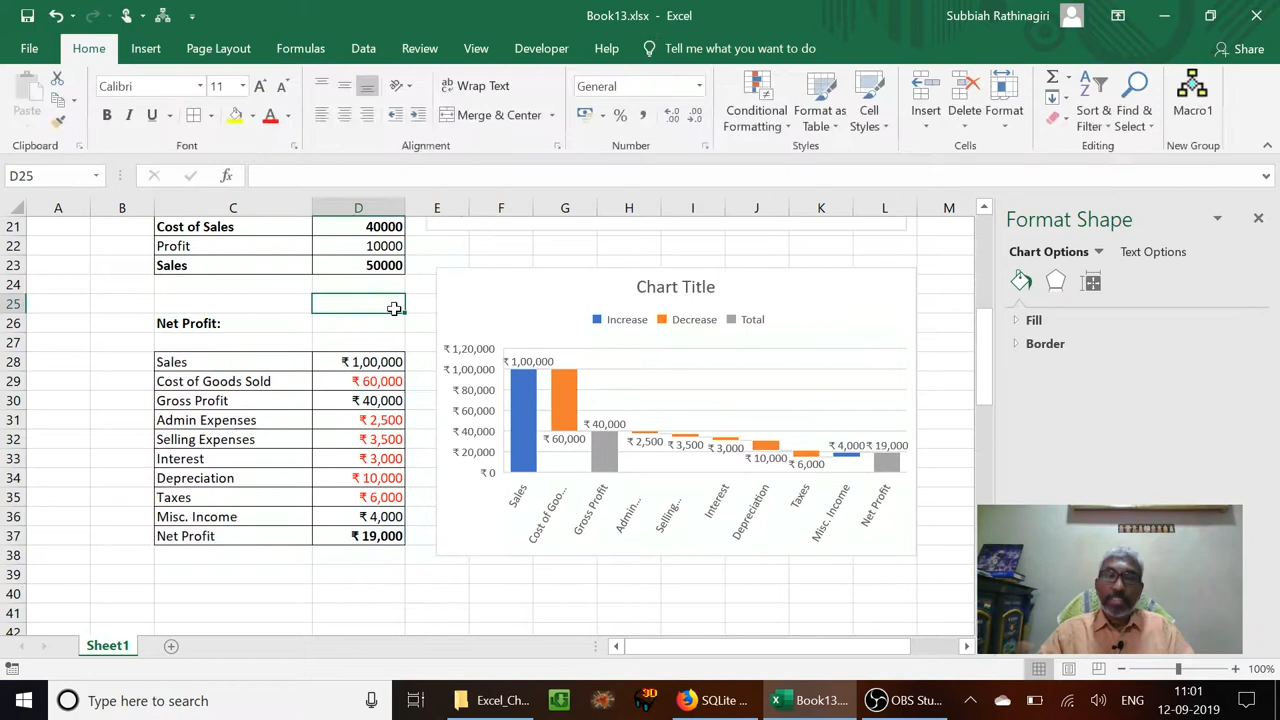 Book13.xlsx - Excel
Subbiah Rathinagiri
File Home Insert Page Layout Formulas Data Review View Developer Help Tell me what you want to do Share
Calibri 11 Wrap Text General
Paste B I U Merge & Center % Conditional Formatting Format as Table Cell Styles Insert Delete Format Sort & Filter Find & Select Macro1
Clipboard Font Alignment Number Styles Cells Editing New Group
D25 fx
A B C D E F G H I J K L M
21 Cost of Sales 40000
22 Profit 10000
23 Sales 50000
24
25
26 Net Profit:
27
28 Sales ₹ 1,00,000
29 Cost of Goods Sold ₹ 60,000
30 Gross Profit ₹ 40,000
31 Admin Expenses ₹ 2,500
32 Selling Expenses ₹ 3,500
33 Interest ₹ 3,000
34 Depreciation ₹ 10,000
35 Taxes ₹ 6,000
36 Misc. Income ₹ 4,000
37 Net Profit ₹ 19,000
38
39
40
41
42
Chart Title
Increase Decrease Total
₹ 1,20,000
₹ 1,00,000
₹ 80,000
₹ 60,000
₹ 40,000
₹ 20,000
₹ 0
₹ 1,00,000
₹ 60,000
₹ 40,000
₹ 2,500
₹ 3,500
₹ 3,000
₹ 10,000
₹ 6,000
₹ 4,000
₹ 19,000
Sales
Cost of Goo...
Gross Profit
Admin...
Selling...
Interest
Depreciation
Taxes
Misc. Income
Net Profit
Format Shape
Chart Options Text Options
Fill
Border
Sheet1
100%
Type here to search
Excel_Ch...
3D
SQLite ...
Book13....
OBS Stu...
ENG
11:01
12-09-2019